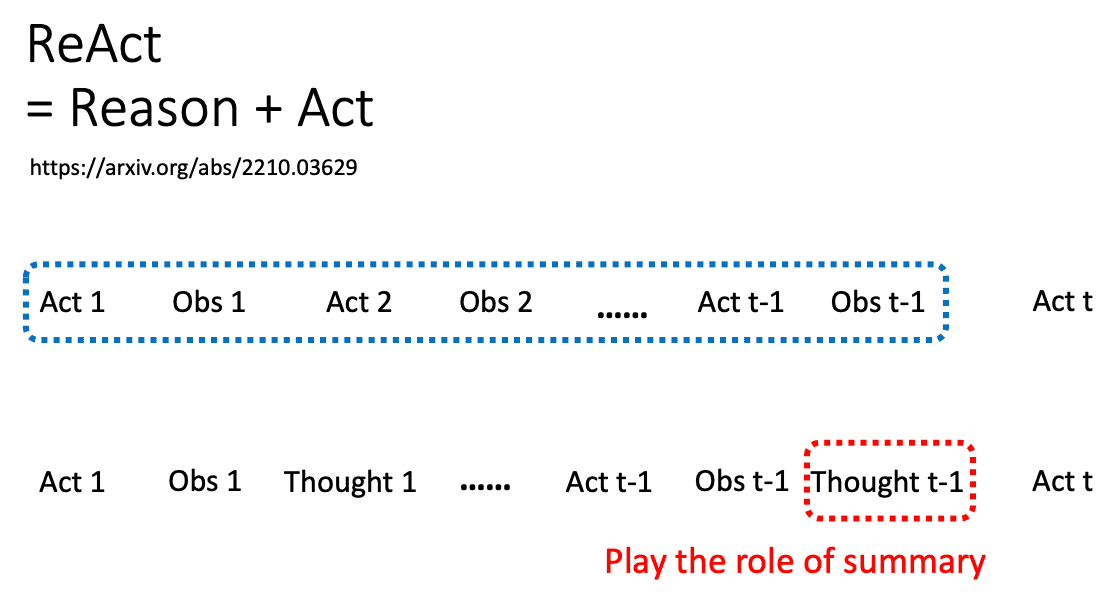 ReAct
= Reason + Act
https://arxiv.org/abs/2210.03629
Act 1 Obs 1 Act 2 Obs 2 ...... Act t-1 Obs t-1 Act t
Act 1 Obs 1 Thought 1 ...... Act t-1 Obs t-1 Thought t-1 Act t
Play the role of summary